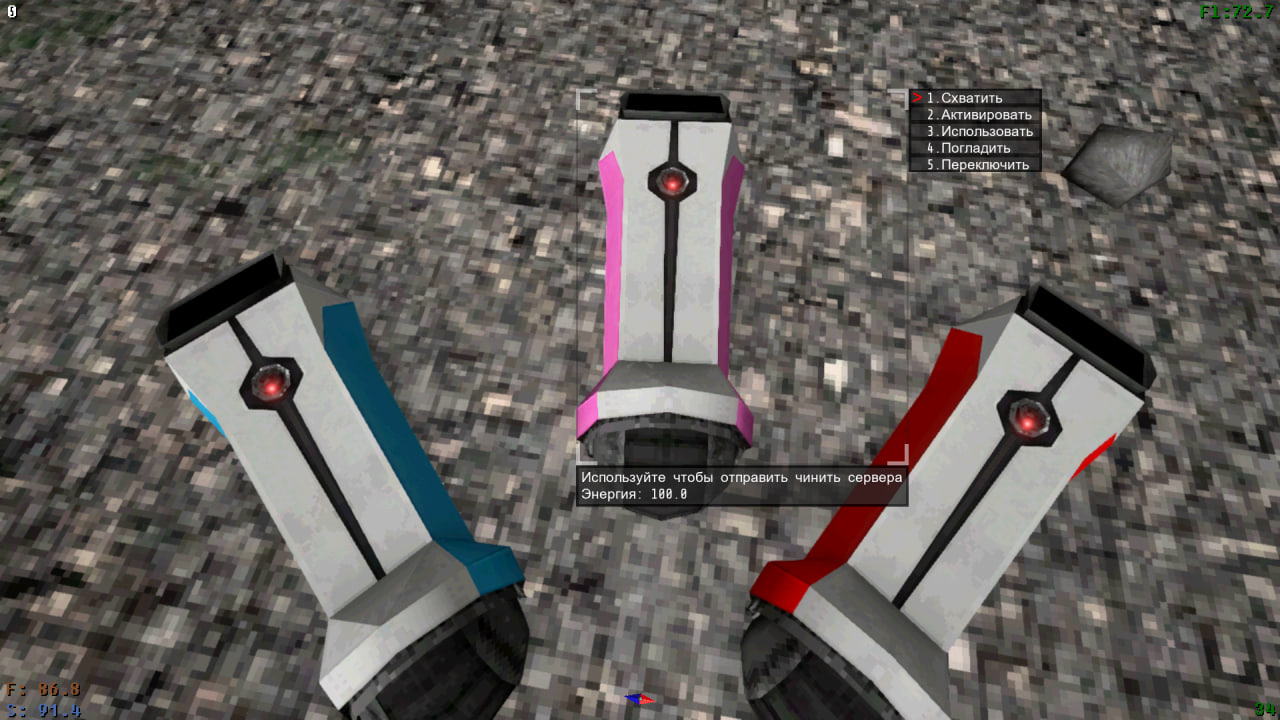 0
F1:72.7
> 1.Схватить
2.Активировать
3.Использовать
4.Погладить
5.Переключить
Используйте чтобы отправить чинить сервера
Энергия: 100.0
F: 86.8
S: 91.4
34